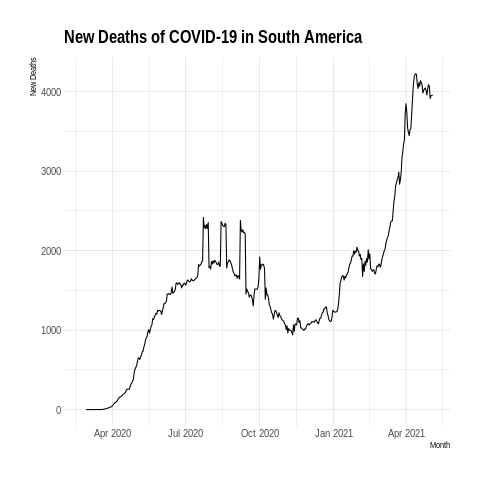 New Deaths of COVID-19 in South America
New Deaths
4000
3000
2000
1000
0
Apr 2020 Jul 2020 Oct 2020 Jan 2021 Apr 2021
Month